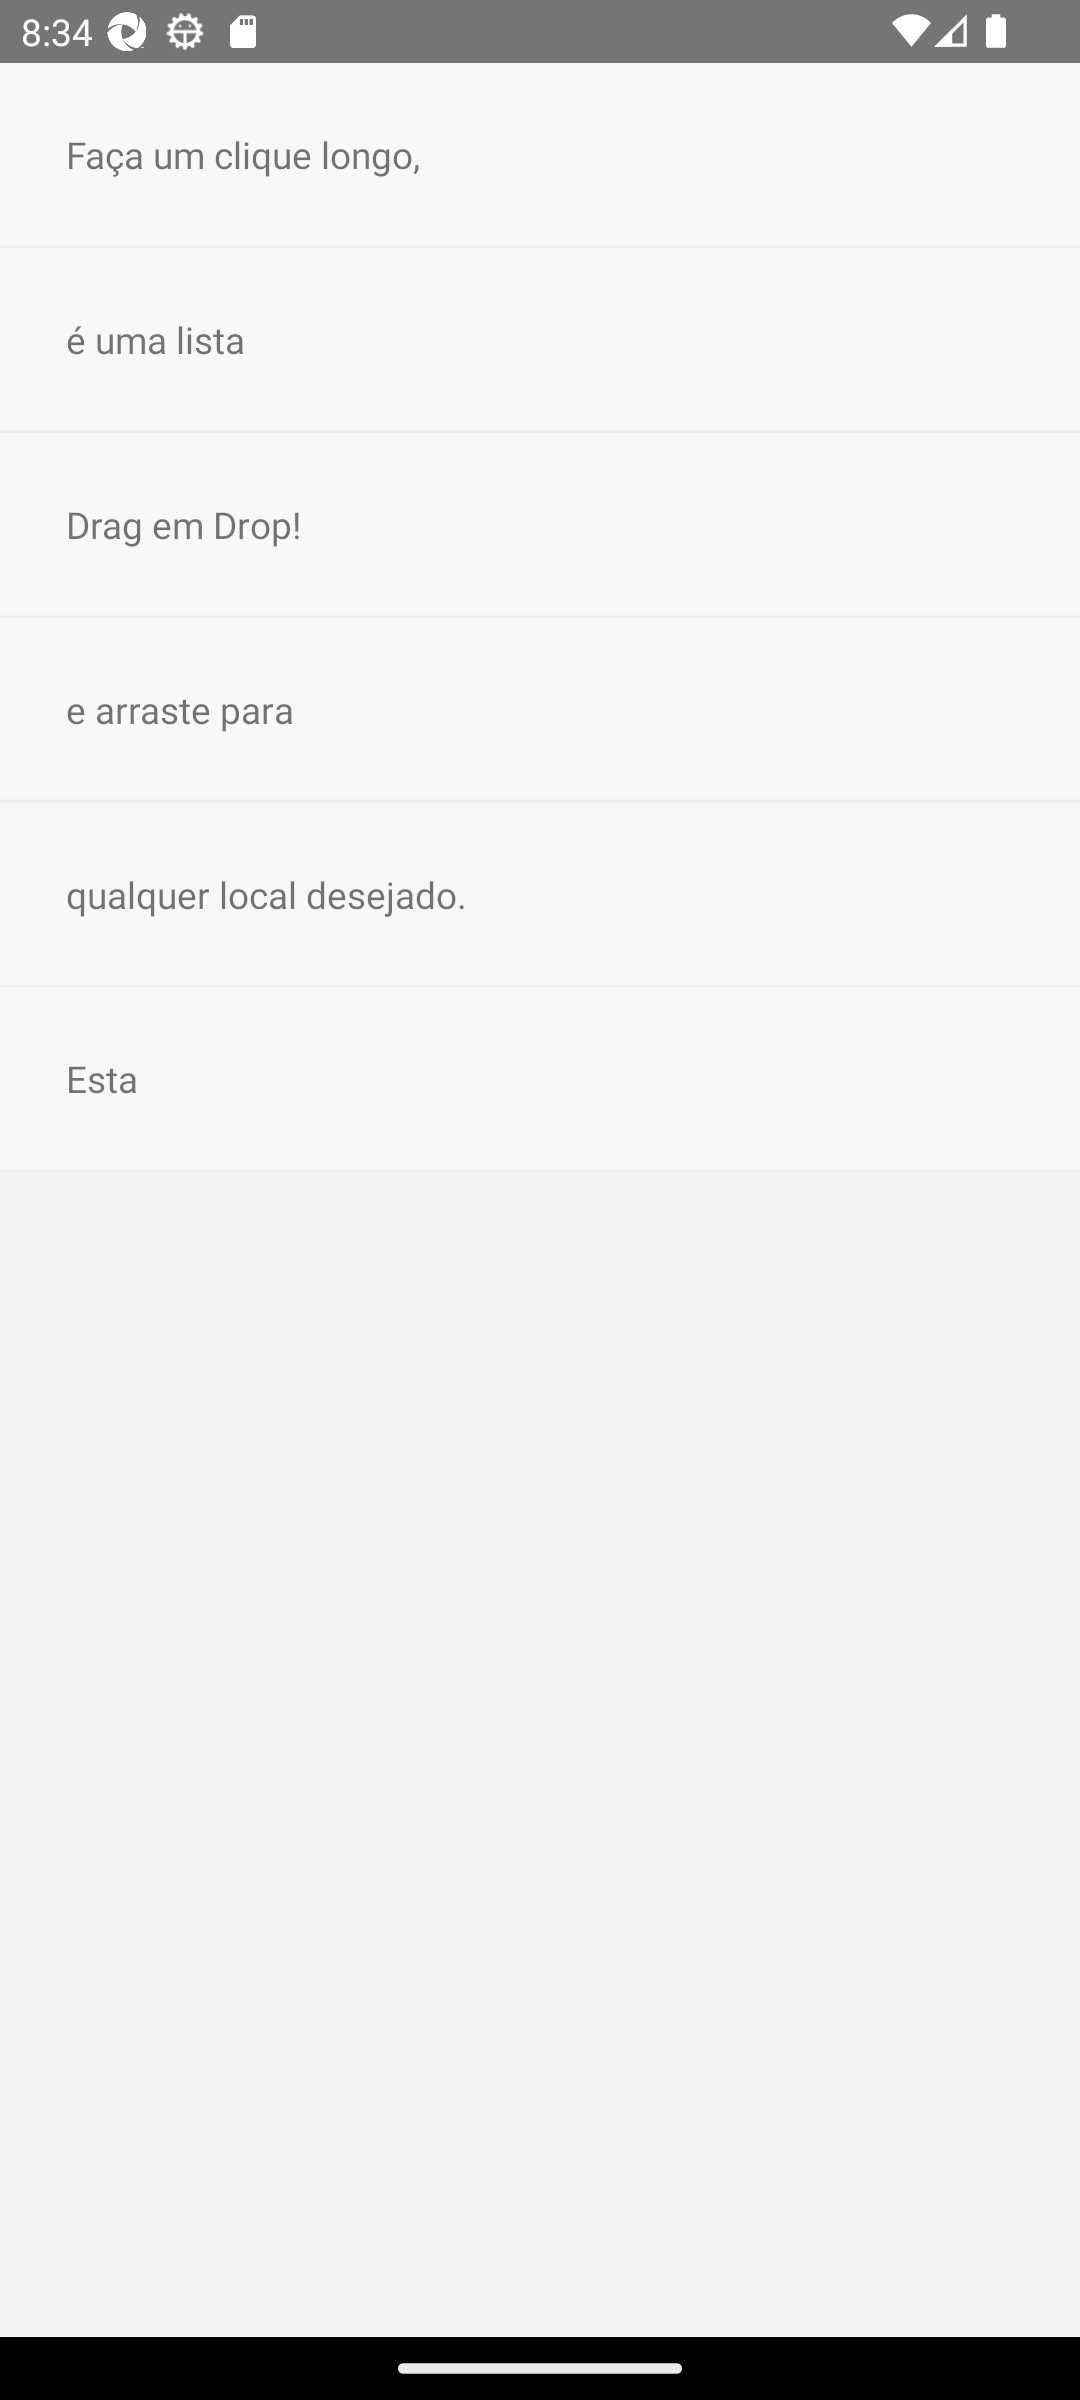 8:34
Faça um clique longo,
é uma lista
Drag em Drop!
e arraste para
qualquer local desejado.
Esta